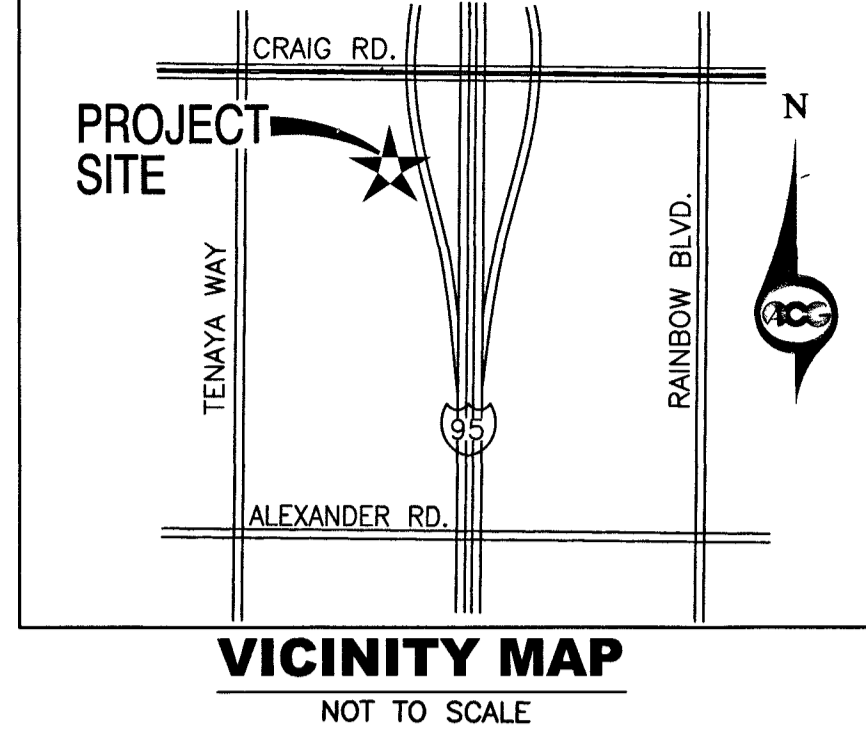 CRAIG RD.
N
PROJECT
SITE
TENAYA WAY
RAINBOW BLVD.
ACG
95
ALEXANDER RD.
VICINITY MAP
NOT TO SCALE